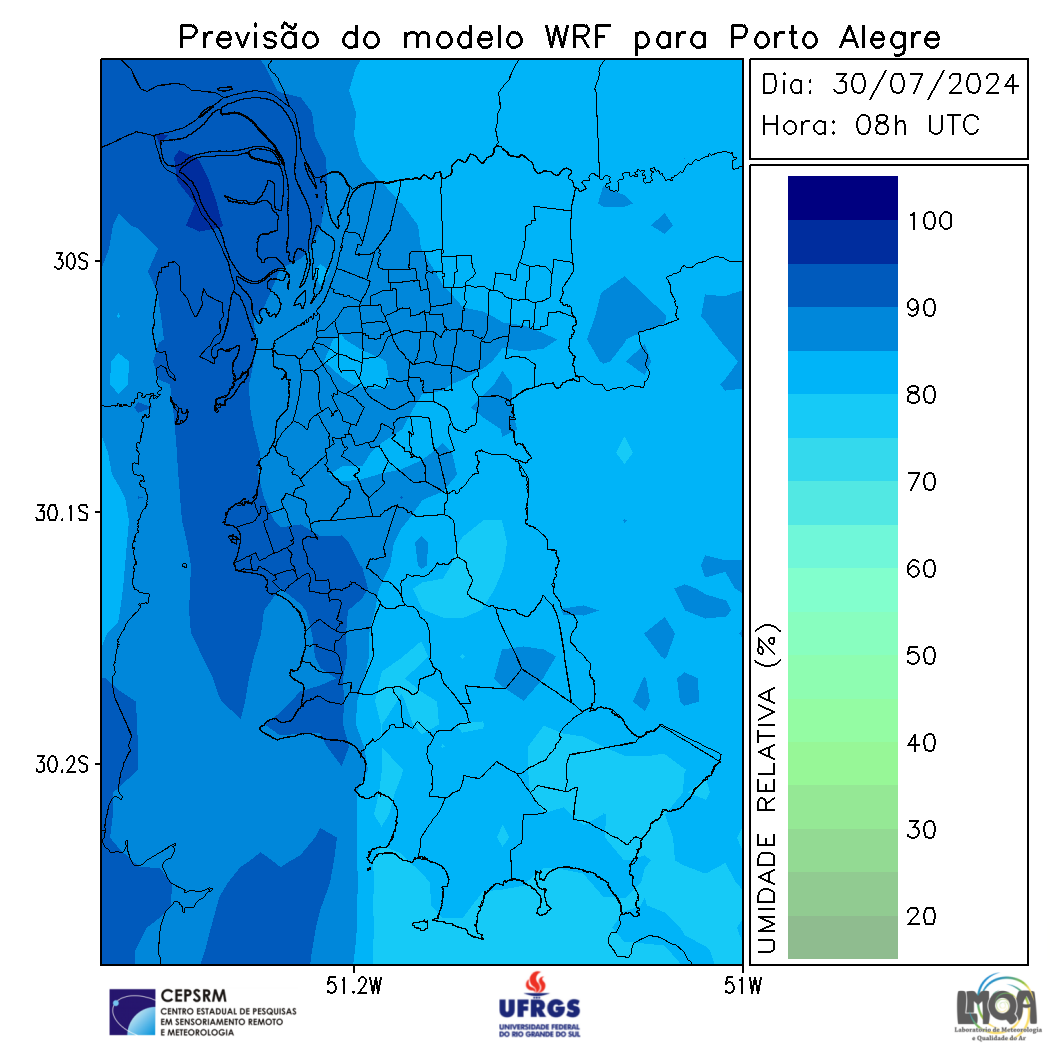 Previsão do modelo WRF para Porto Alegre
Dia: 30/07/2024
Hora: 08h UTC
30S
30.1S
30.2S
51.2W
51W
100
90
80
70
60
50
40
30
20
UMIDADE RELATIVA (%)
CEPSRM
CENTRO ESTADUAL DE PESQUISAS
EM SENSORIAMENTO REMOTO
E METEOROLOGIA
UFRGS
UNIVERSIDADE FEDERAL
DO RIO GRANDE DO SUL
LMQA
Laboratório de Meteorologia
e Qualidade do Ar